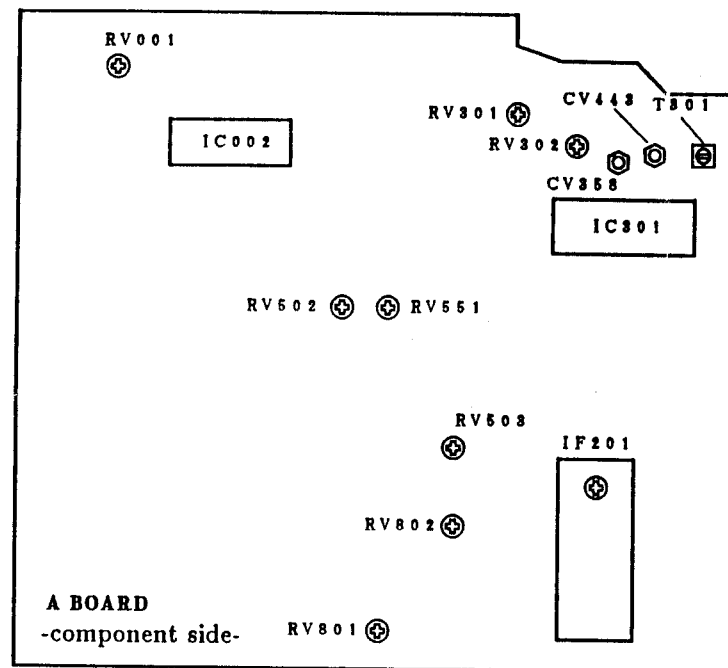 RV001
CV443 T301
RV301
IC002
RV302
CV358
IC301
RV502 RV551
RV503
IF201
RV802
A BOARD
-component side-
RV801